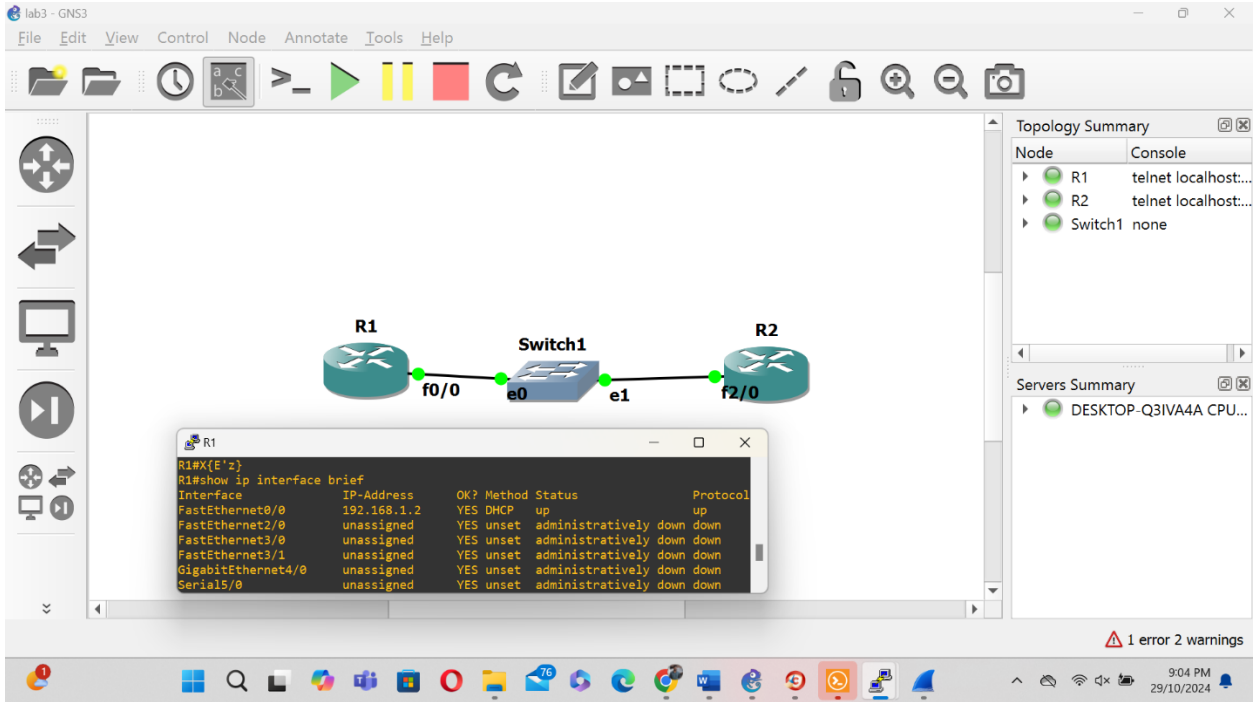 lab3 - GNS3
File Edit View Control Node Annotate Tools Help
a c
b
Topology Summary
Node Console
R1 telnet localhost:...
R2 telnet localhost:...
Switch1 none
R1
Switch1
R2
f0/0
e0
e1
f2/0
Servers Summary
DESKTOP-Q3IVA4A CPU...
R1
R1#X{E'z}
R1#show ip interface brief
Interface IP-Address OK? Method Status Protocol
FastEthernet0/0 192.168.1.2 YES DHCP up up
FastEthernet2/0 unassigned YES unset administratively down down
FastEthernet3/0 unassigned YES unset administratively down down
FastEthernet3/1 unassigned YES unset administratively down down
GigabitEthernet4/0 unassigned YES unset administratively down down
Serial5/0 unassigned YES unset administratively down down
1 error 2 warnings
1
76
9:04 PM
29/10/2024